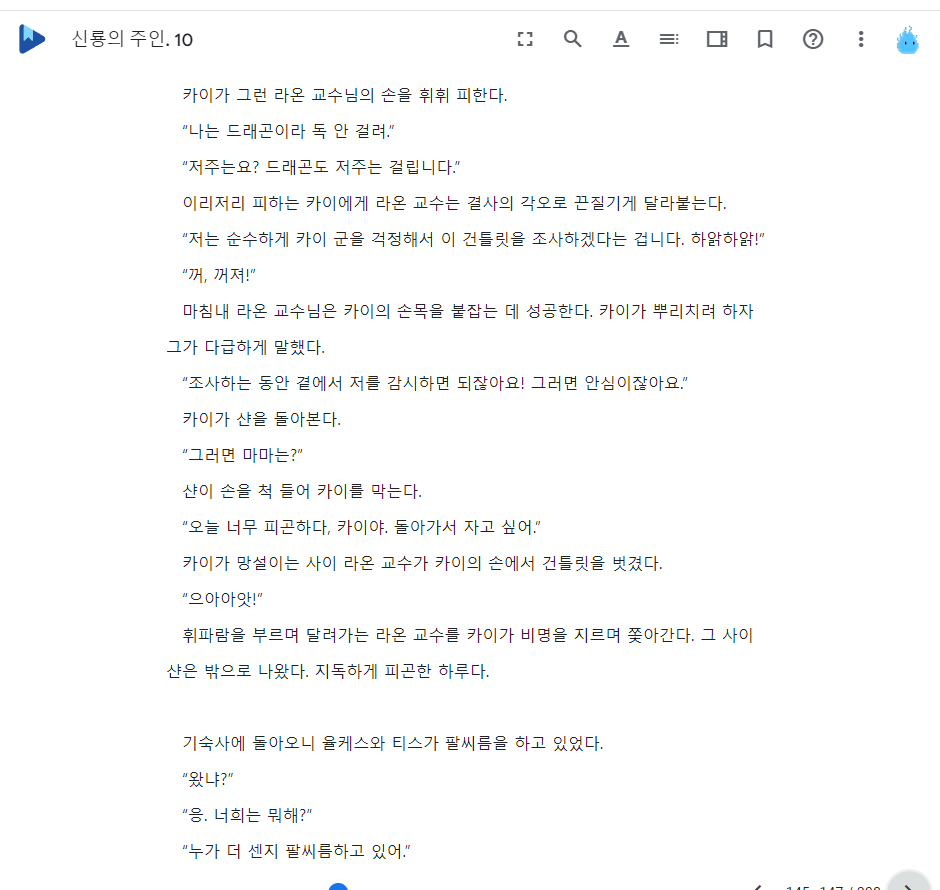 신룡의 주인. 10
카이가 그런 라온 교수님의 손을 휘휘 피한다.
“나는 드래곤이라 독 안 걸려.”
“저주는요? 드래곤도 저주는 걸립니다.”
이리저리 피하는 카이에게 라온 교수는 결사의 각오로 끈질기게 달라붙는다.
“저는 순수하게 카이 군을 걱정해서 이 건틀릿을 조사하겠다는 겁니다. 하앍하앍!”
“꺼, 꺼져!”
마침내 라온 교수님은 카이의 손목을 붙잡는 데 성공한다. 카이가 뿌리치려 하자
그가 다급하게 말했다.
“조사하는 동안 곁에서 저를 감시하면 되잖아요! 그러면 안심이잖아요.”
카이가 샨을 돌아본다.
“그러면 마마는?”
샨이 손을 척 들어 카이를 막는다.
“오늘 너무 피곤하다, 카이야. 돌아가서 자고 싶어.”
카이가 망설이는 사이 라온 교수가 카이의 손에서 건틀릿을 벗겼다.
“으아아앗!”
휘파람을 부르며 달려가는 라온 교수를 카이가 비명을 지르며 쫓아간다. 그 사이
샨은 밖으로 나왔다. 지독하게 피곤한 하루다.
기숙사에 돌아오니 율케스와 티스가 팔씨름을 하고 있었다.
“왔냐?”
“응. 너희는 뭐해?”
“누가 더 센지 팔씨름하고 있어.”